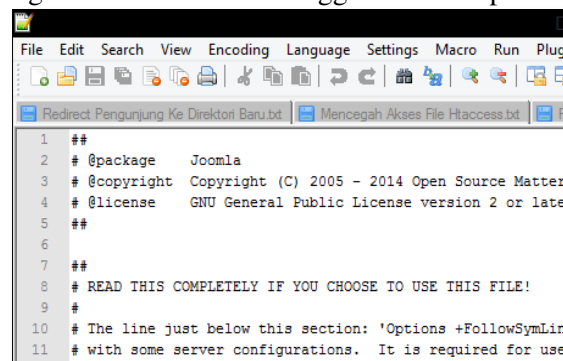 File Edit Search View Encoding Language Settings Macro Run Plug
Redirect Pengunjung Ke Direktori Baru.txt Mencegah Akses File Htaccess.txt
1 ##
2 # @package Joomla
3 # @copyright Copyright (C) 2005 - 2014 Open Source Matter
4 # @license GNU General Public License version 2 or late
5 ##
6
7 ##
8 # READ THIS COMPLETELY IF YOU CHOOSE TO USE THIS FILE!
9 #
10 # The line just below this section: 'Options +FollowSymLin
11 # with some server configurations. It is required for use